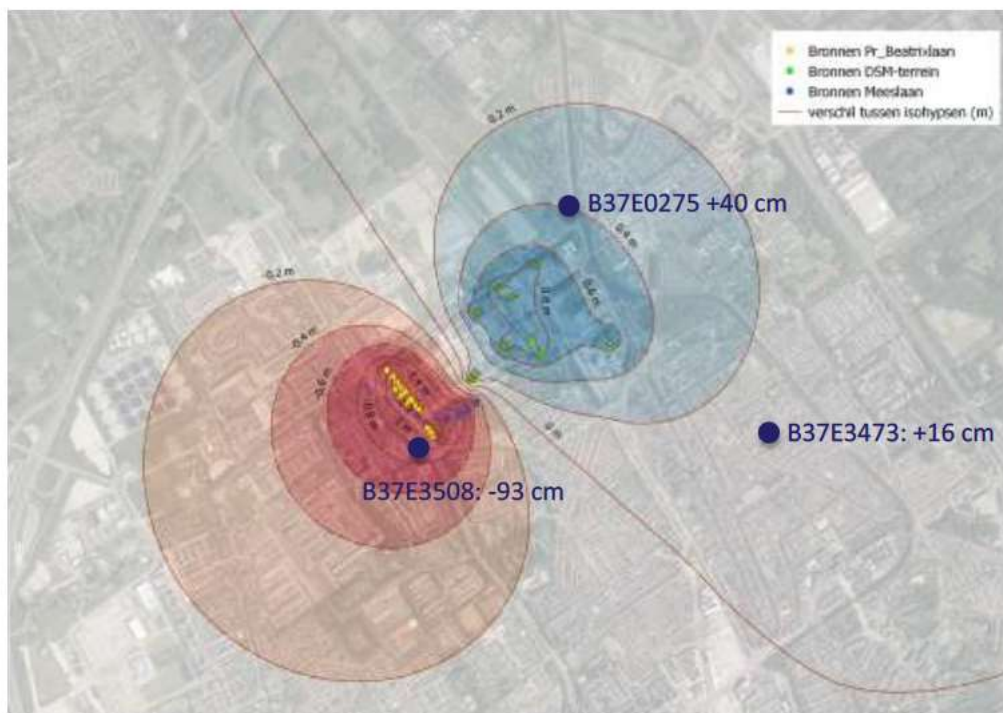 Bronnen Pr_Beatrixlaan
Bronnen DSM-terrein
Bronnen Meeslaan
verschil tussen isohypsen (m)
0.2 m
B37E0275 +40 cm
0.4 m
0.6 m
-0.2 m
-0.4 m
-0.6 m
0 m
B37E3473: +16 cm
B37E3508: -93 cm